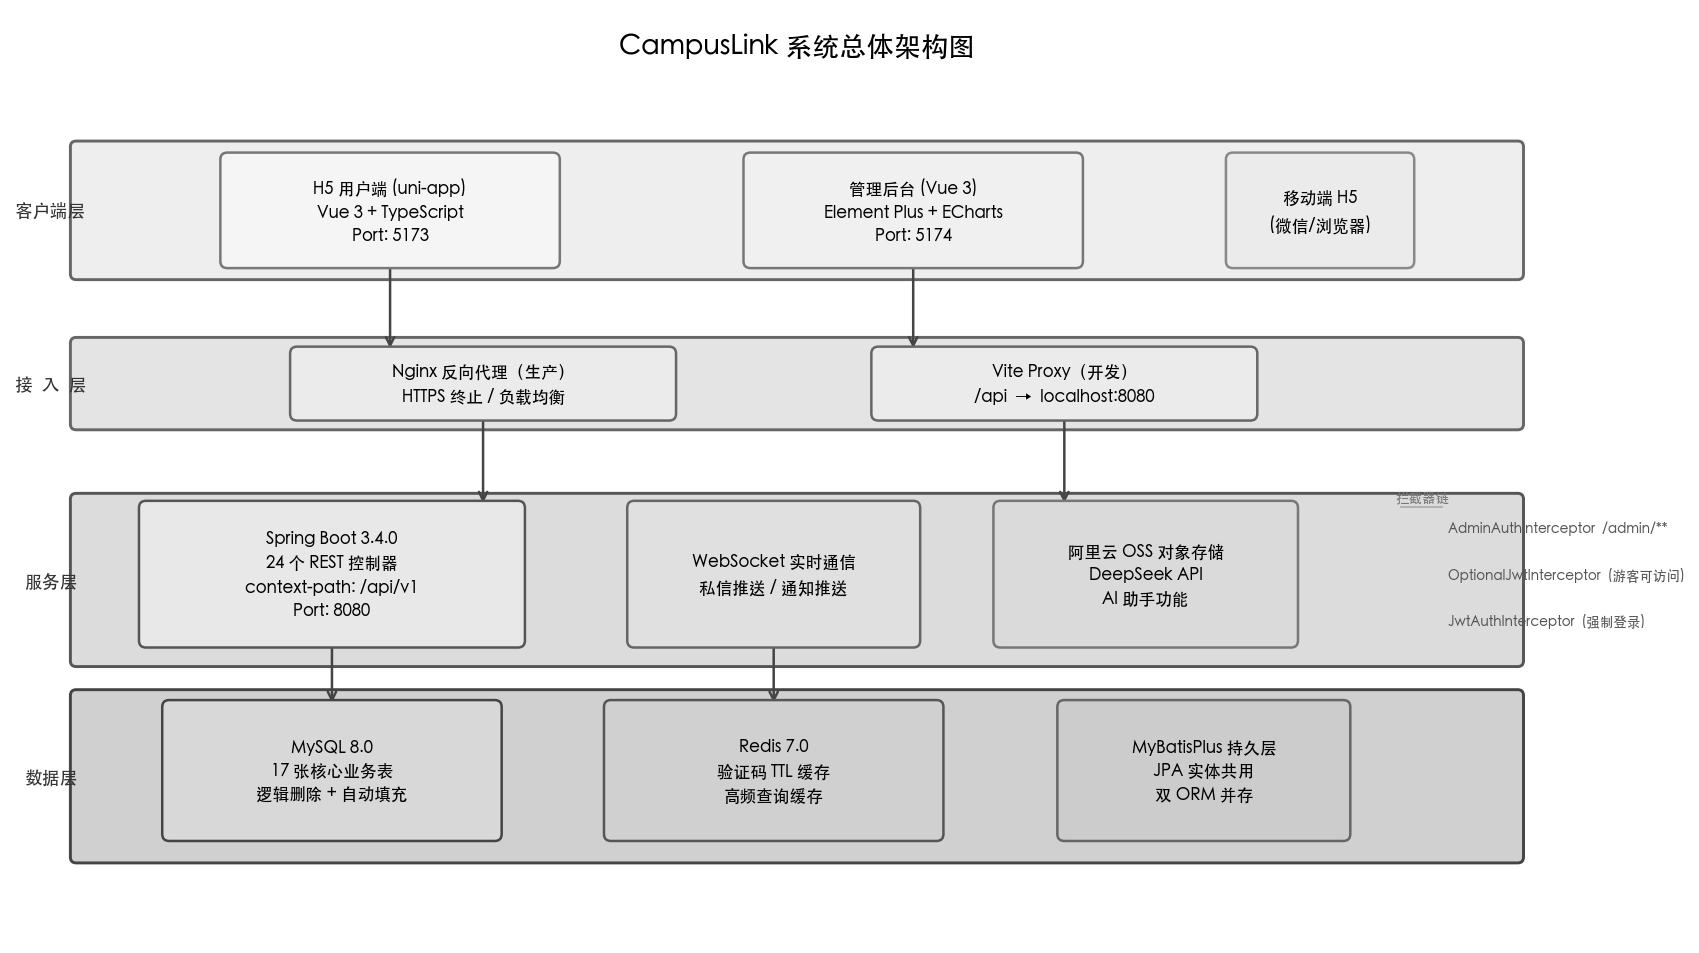 CampusLink 系统总体架构图
客户端层
H5 用户端 (uni-app)
Vue 3 + TypeScript
Port: 5173
管理后台 (Vue 3)
Element Plus + ECharts
Port: 5174
移动端 H5
(微信/浏览器)
接 入 层
Nginx 反向代理（生产）
HTTPS 终止 / 负载均衡
Vite Proxy（开发）
/api → localhost:8080
服务层
Spring Boot 3.4.0
24 个 REST 控制器
context-path: /api/v1
Port: 8080
WebSocket 实时通信
私信推送 / 通知推送
阿里云 OSS 对象存储
DeepSeek API
AI 助手功能
拦截器链
AdminAuthInterceptor /admin/**
OptionalJwtInterceptor (游客可访问)
JwtAuthInterceptor (强制登录)
数据层
MySQL 8.0
17 张核心业务表
逻辑删除 + 自动填充
Redis 7.0
验证码 TTL 缓存
高频查询缓存
MyBatisPlus 持久层
JPA 实体共用
双 ORM 并存